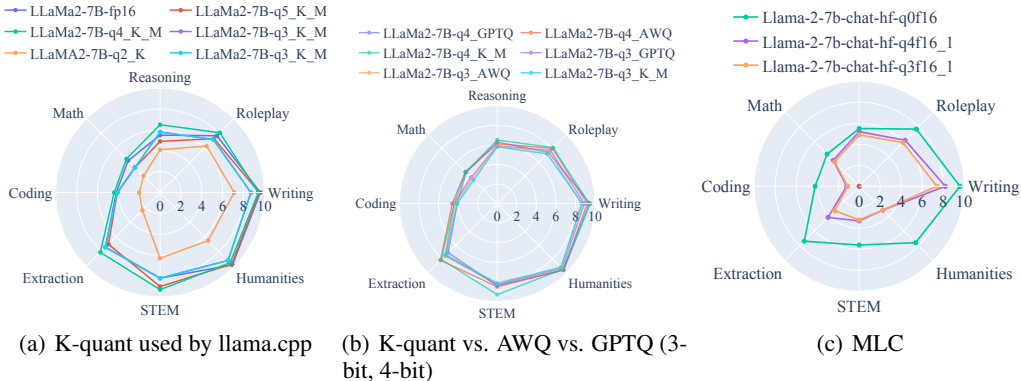 LLaMa2-7B-fp16
LLaMa2-7B-q5_K_M
LLaMa2-7B-q4_K_M
LLaMa2-7B-q3_K_M
LLaMA2-7B-q2_K
LLaMa2-7B-q3_K_M
Reasoning
Math
Roleplay
Coding
Writing
0 2 4 6 8 10
Extraction
Humanities
STEM
(a) K-quant used by llama.cpp
LLaMa2-7B-q4_GPTQ
LLaMa2-7B-q4_AWQ
LLaMa2-7B-q4_K_M
LLaMa2-7B-q3_GPTQ
LLaMa2-7B-q3_AWQ
LLaMa2-7B-q3_K_M
Reasoning
Math
Roleplay
Coding
Writing
0 2 4 6 8 10
Extraction
Humanities
STEM
(b) K-quant vs. AWQ vs. GPTQ (3-
bit, 4-bit)
Llama-2-7b-chat-hf-q0f16
Llama-2-7b-chat-hf-q4f16_1
Llama-2-7b-chat-hf-q3f16_1
Math
Roleplay
Coding
Writing
0 2 4 6 8 10
Extraction
Humanities
STEM
(c) MLC